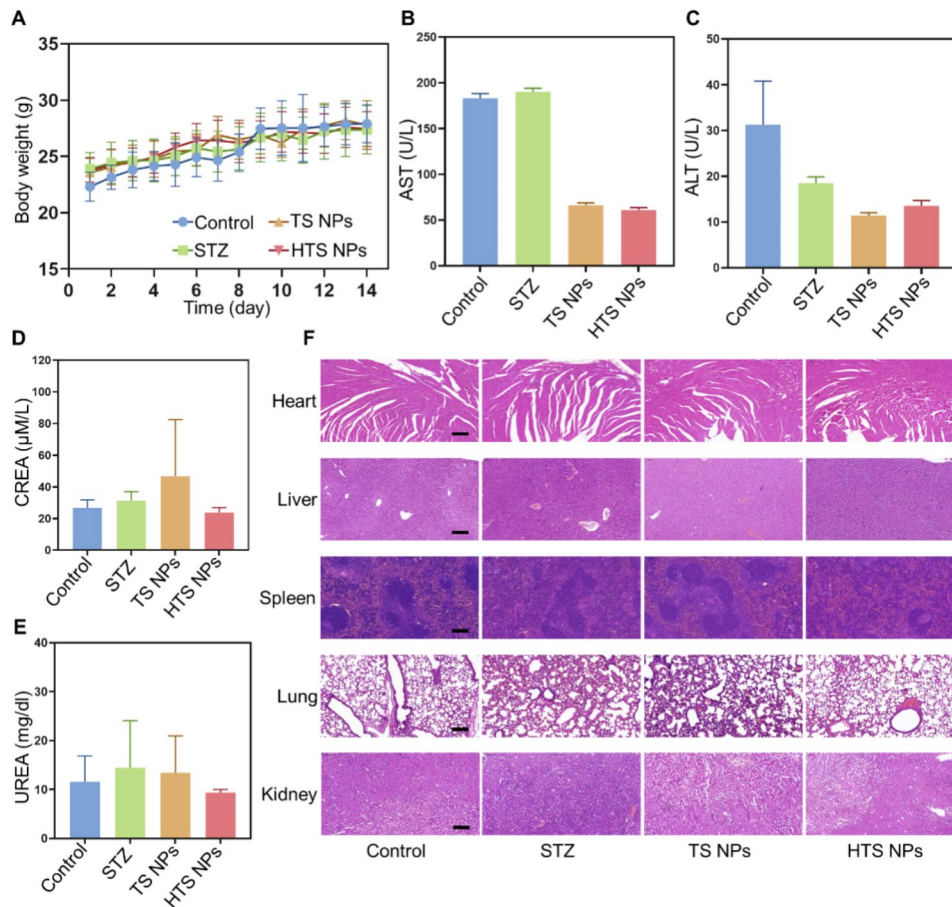 A
Body weight (g)
35
30
25
20
15
0 2 4 6 8 10 12 14
Time (day)
Control
TS NPs
STZ
HTS NPs
B
AST (U/L)
250
200
150
100
50
0
Control
STZ
TS NPs
HTS NPs
C
ALT (U/L)
50
40
30
20
10
0
Control
STZ
TS NPs
HTS NPs
D
CREA (μM/L)
120
100
80
60
40
20
0
Control
STZ
TS NPs
HTS NPs
E
UREA (mg/dl)
40
30
20
10
0
Control
STZ
TS NPs
HTS NPs
F
Heart
Liver
Spleen
Lung
Kidney
Control
STZ
TS NPs
HTS NPs